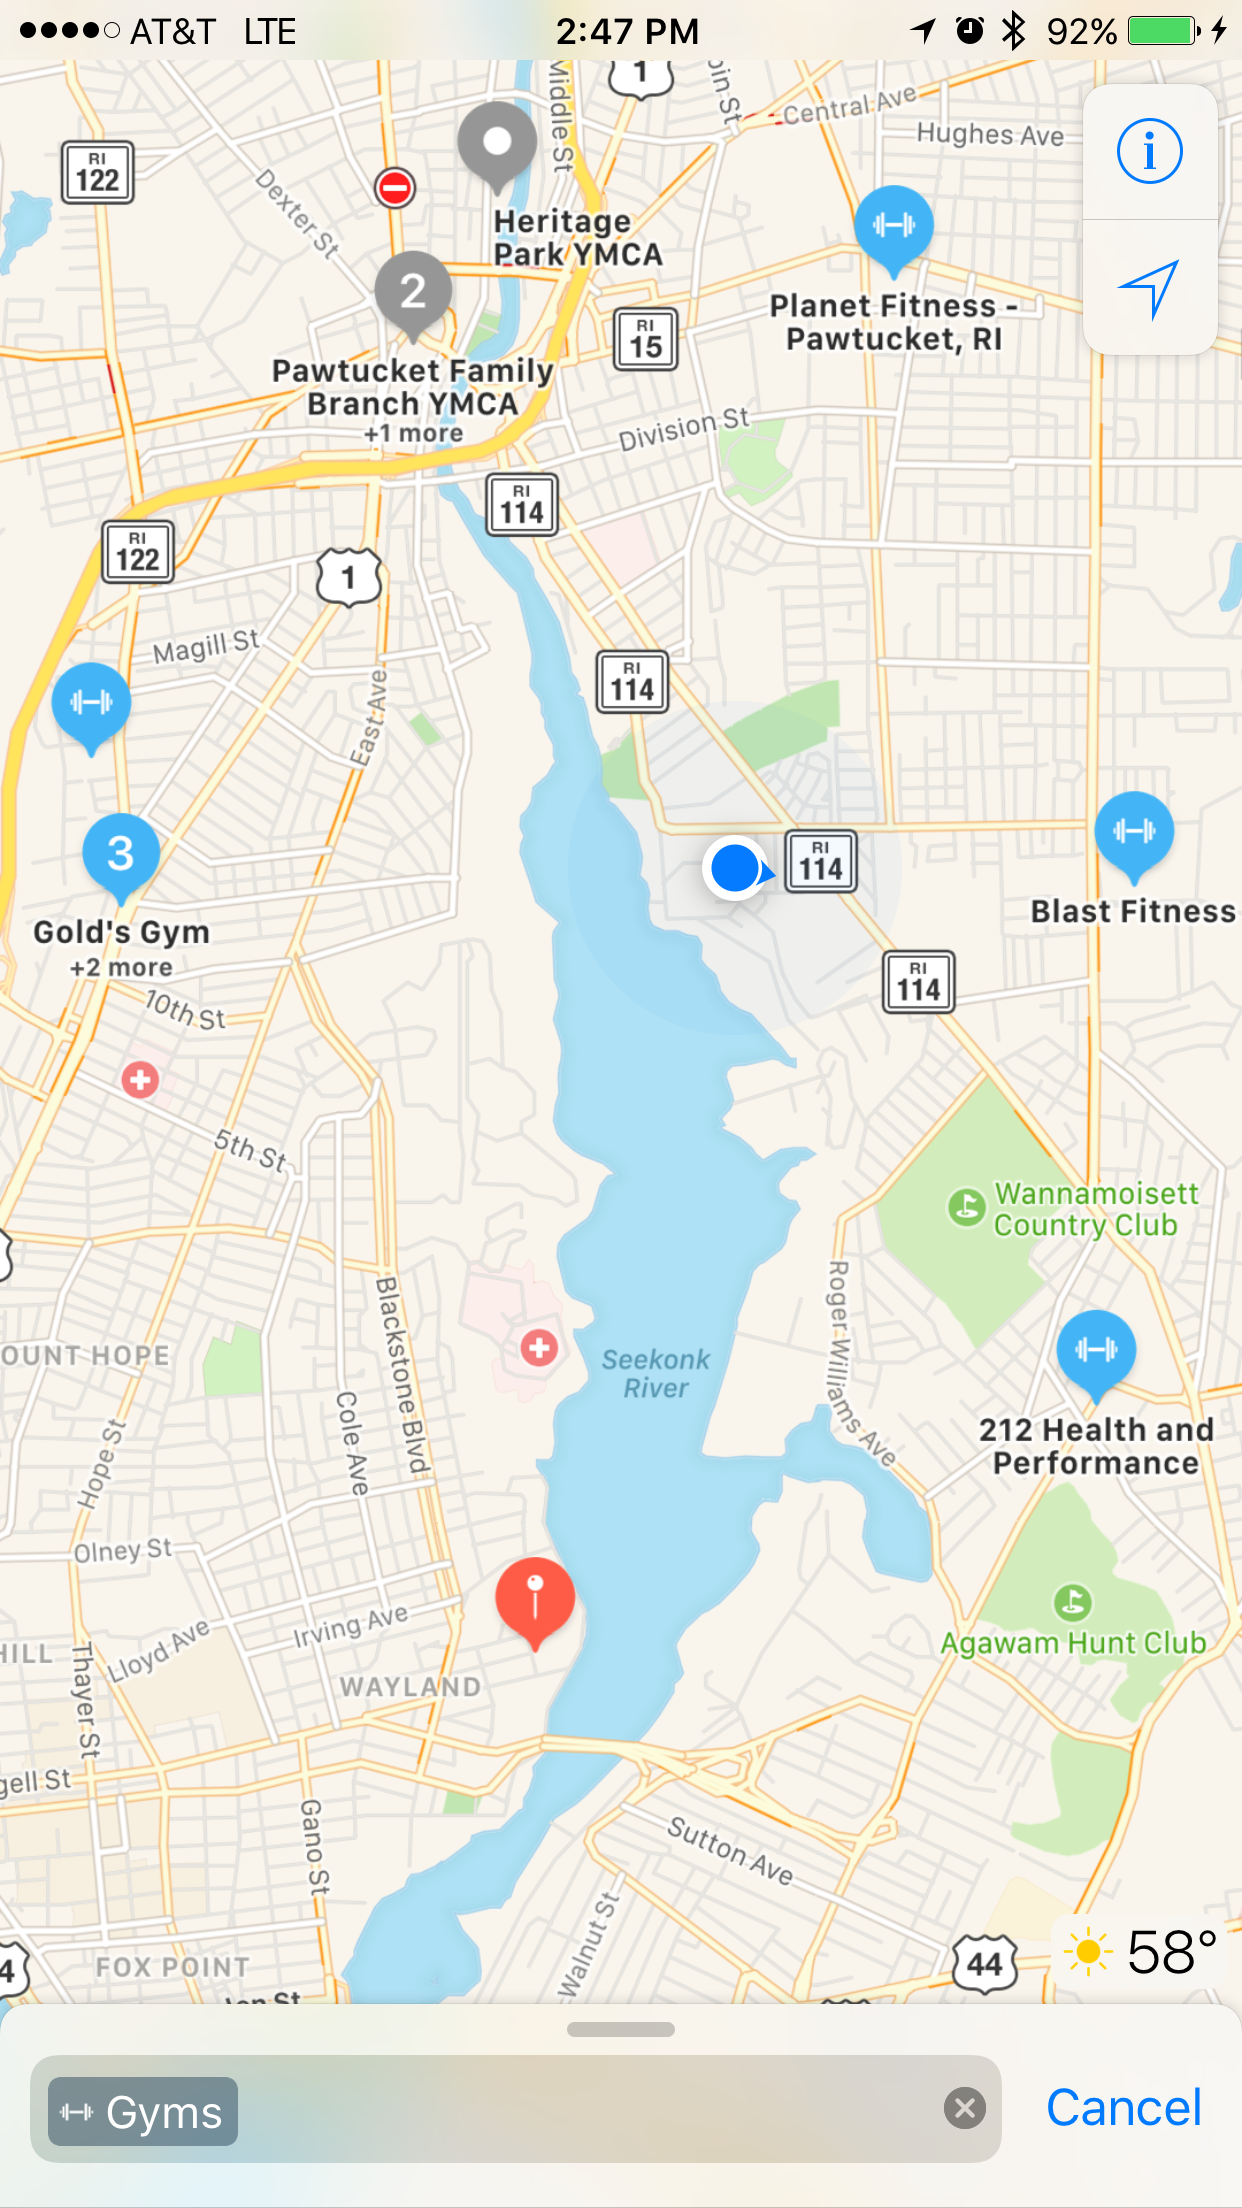 AT&T LTE 2:47 PM 92%
1
Middle St
Central Ave
Hughes Ave
RI
122
Dexter St
Heritage
Park YMCA
2
Planet Fitness -
Pawtucket, RI
RI
15
Pawtucket Family
Branch YMCA
+1 more
Division St
RI
114
RI
122
1
Magill St
RI
114
East Ave
3
Gold's Gym
+2 more
RI
114
Blast Fitness
RI
114
10th St
5th St
Wannamoisett
Country Club
Roger Williams Ave
Blackstone Blvd
OUNT HOPE
Seekonk
River
Cole Ave
Hope St
212 Health and
Performance
Olney St
Irving Ave
Lloyd Ave
Agawam Hunt Club
HILL
Thayer St
WAYLAND
gell St
Gano St
Sutton Ave
Walnut St
FOX POINT
4
44
58°
Gyms
Cancel